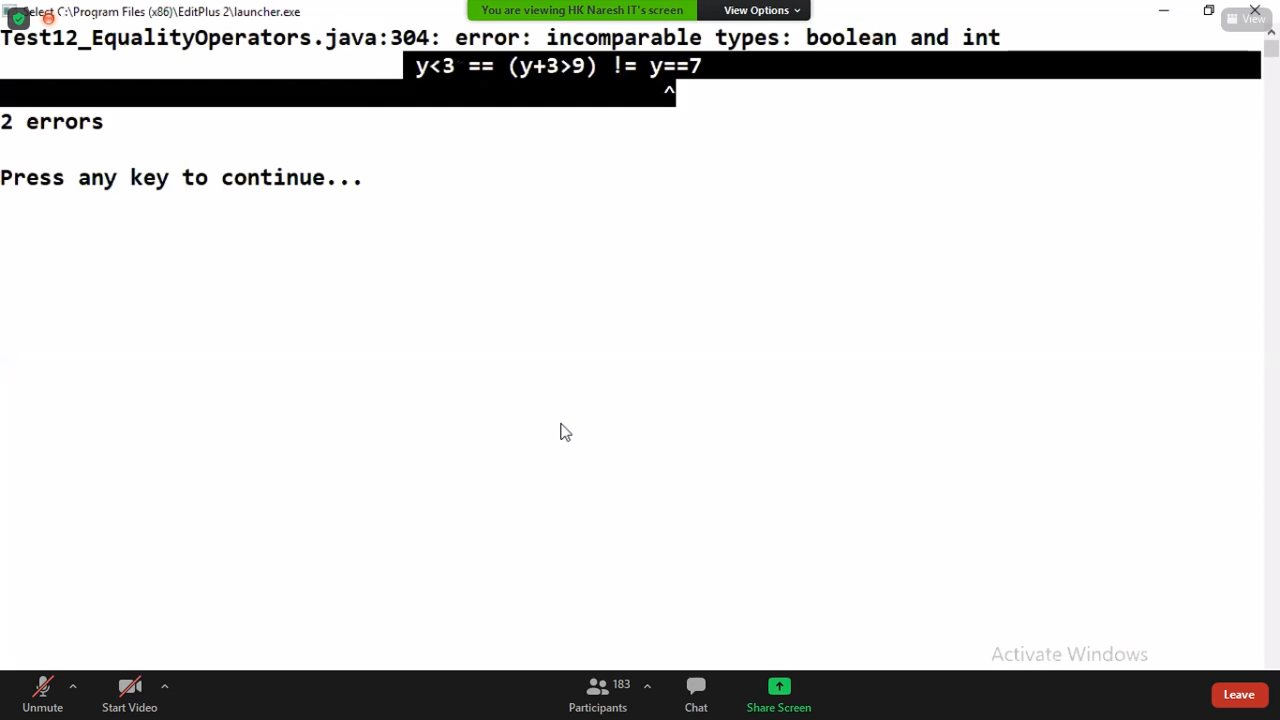 Select C:\Program Files (x86)\EditPlus 2\launcher.exe
You are viewing HK Naresh IT's screen
View Options
View
Test12_EqualityOperators.java:304: error: incomparable types: boolean and int
y<3 == (y+3>9) != y==7
^
2 errors
Press any key to continue...
Activate Windows
Unmute
Start Video
183
Participants
Chat
Share Screen
Leave